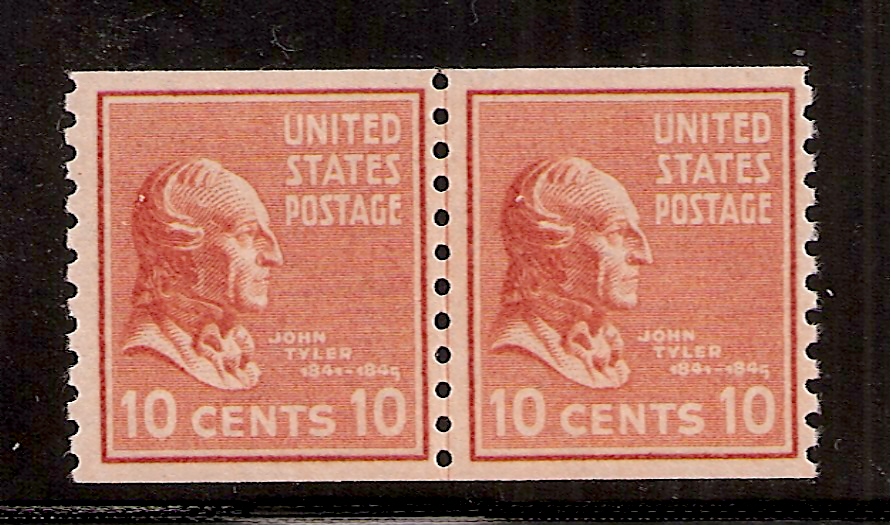 UNITED
STATES
POSTAGE
JOHN
TYLER
1841-1845
10 CENTS 10
UNITED
STATES
POSTAGE
JOHN
TYLER
1841-1845
10 CENTS 10